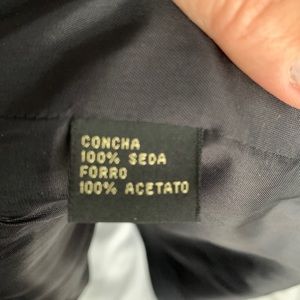 CONCHA
100% SEDA
FORRO
100% ACETATO